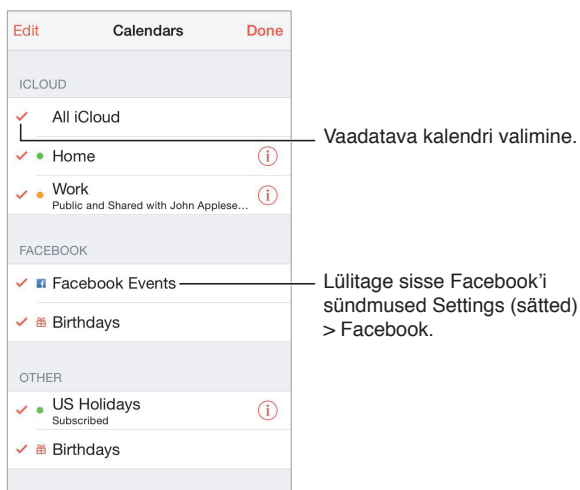 Edit Calendars Done
ICLOUD
All iCloud
Vaadatava kalendri valimine.
Home
Work
Public and Shared with John Applese…
FACEBOOK
Facebook Events
Lülitage sisse Facebook'i
sündmused Settings (sätted)
> Facebook.
Birthdays
OTHER
US Holidays
Subscribed
Birthdays